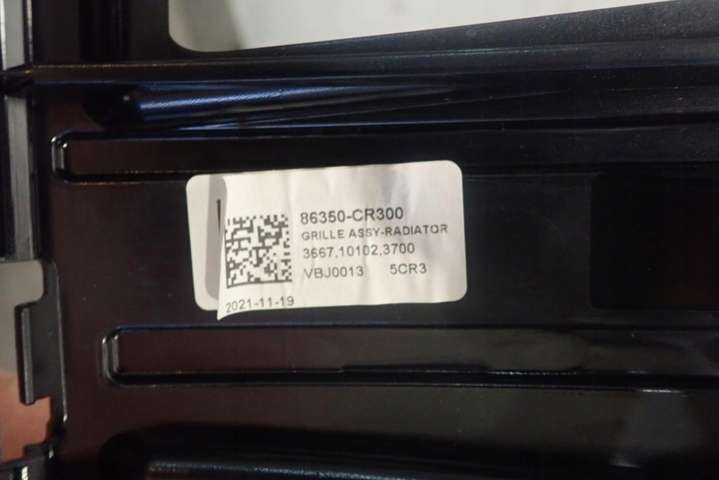 86350-CR300
GRILLE ASSY-RADIATOR
3667,10102,3700
VBJ0013 5CR3
2021-11-19